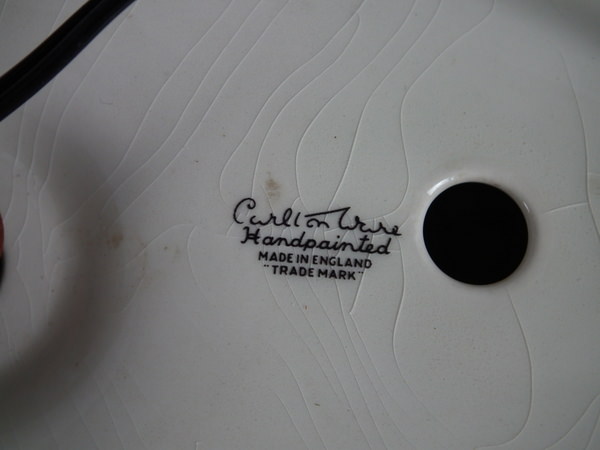 Carlton Ware
Handpainted
MADE IN ENGLAND
"TRADE MARK"